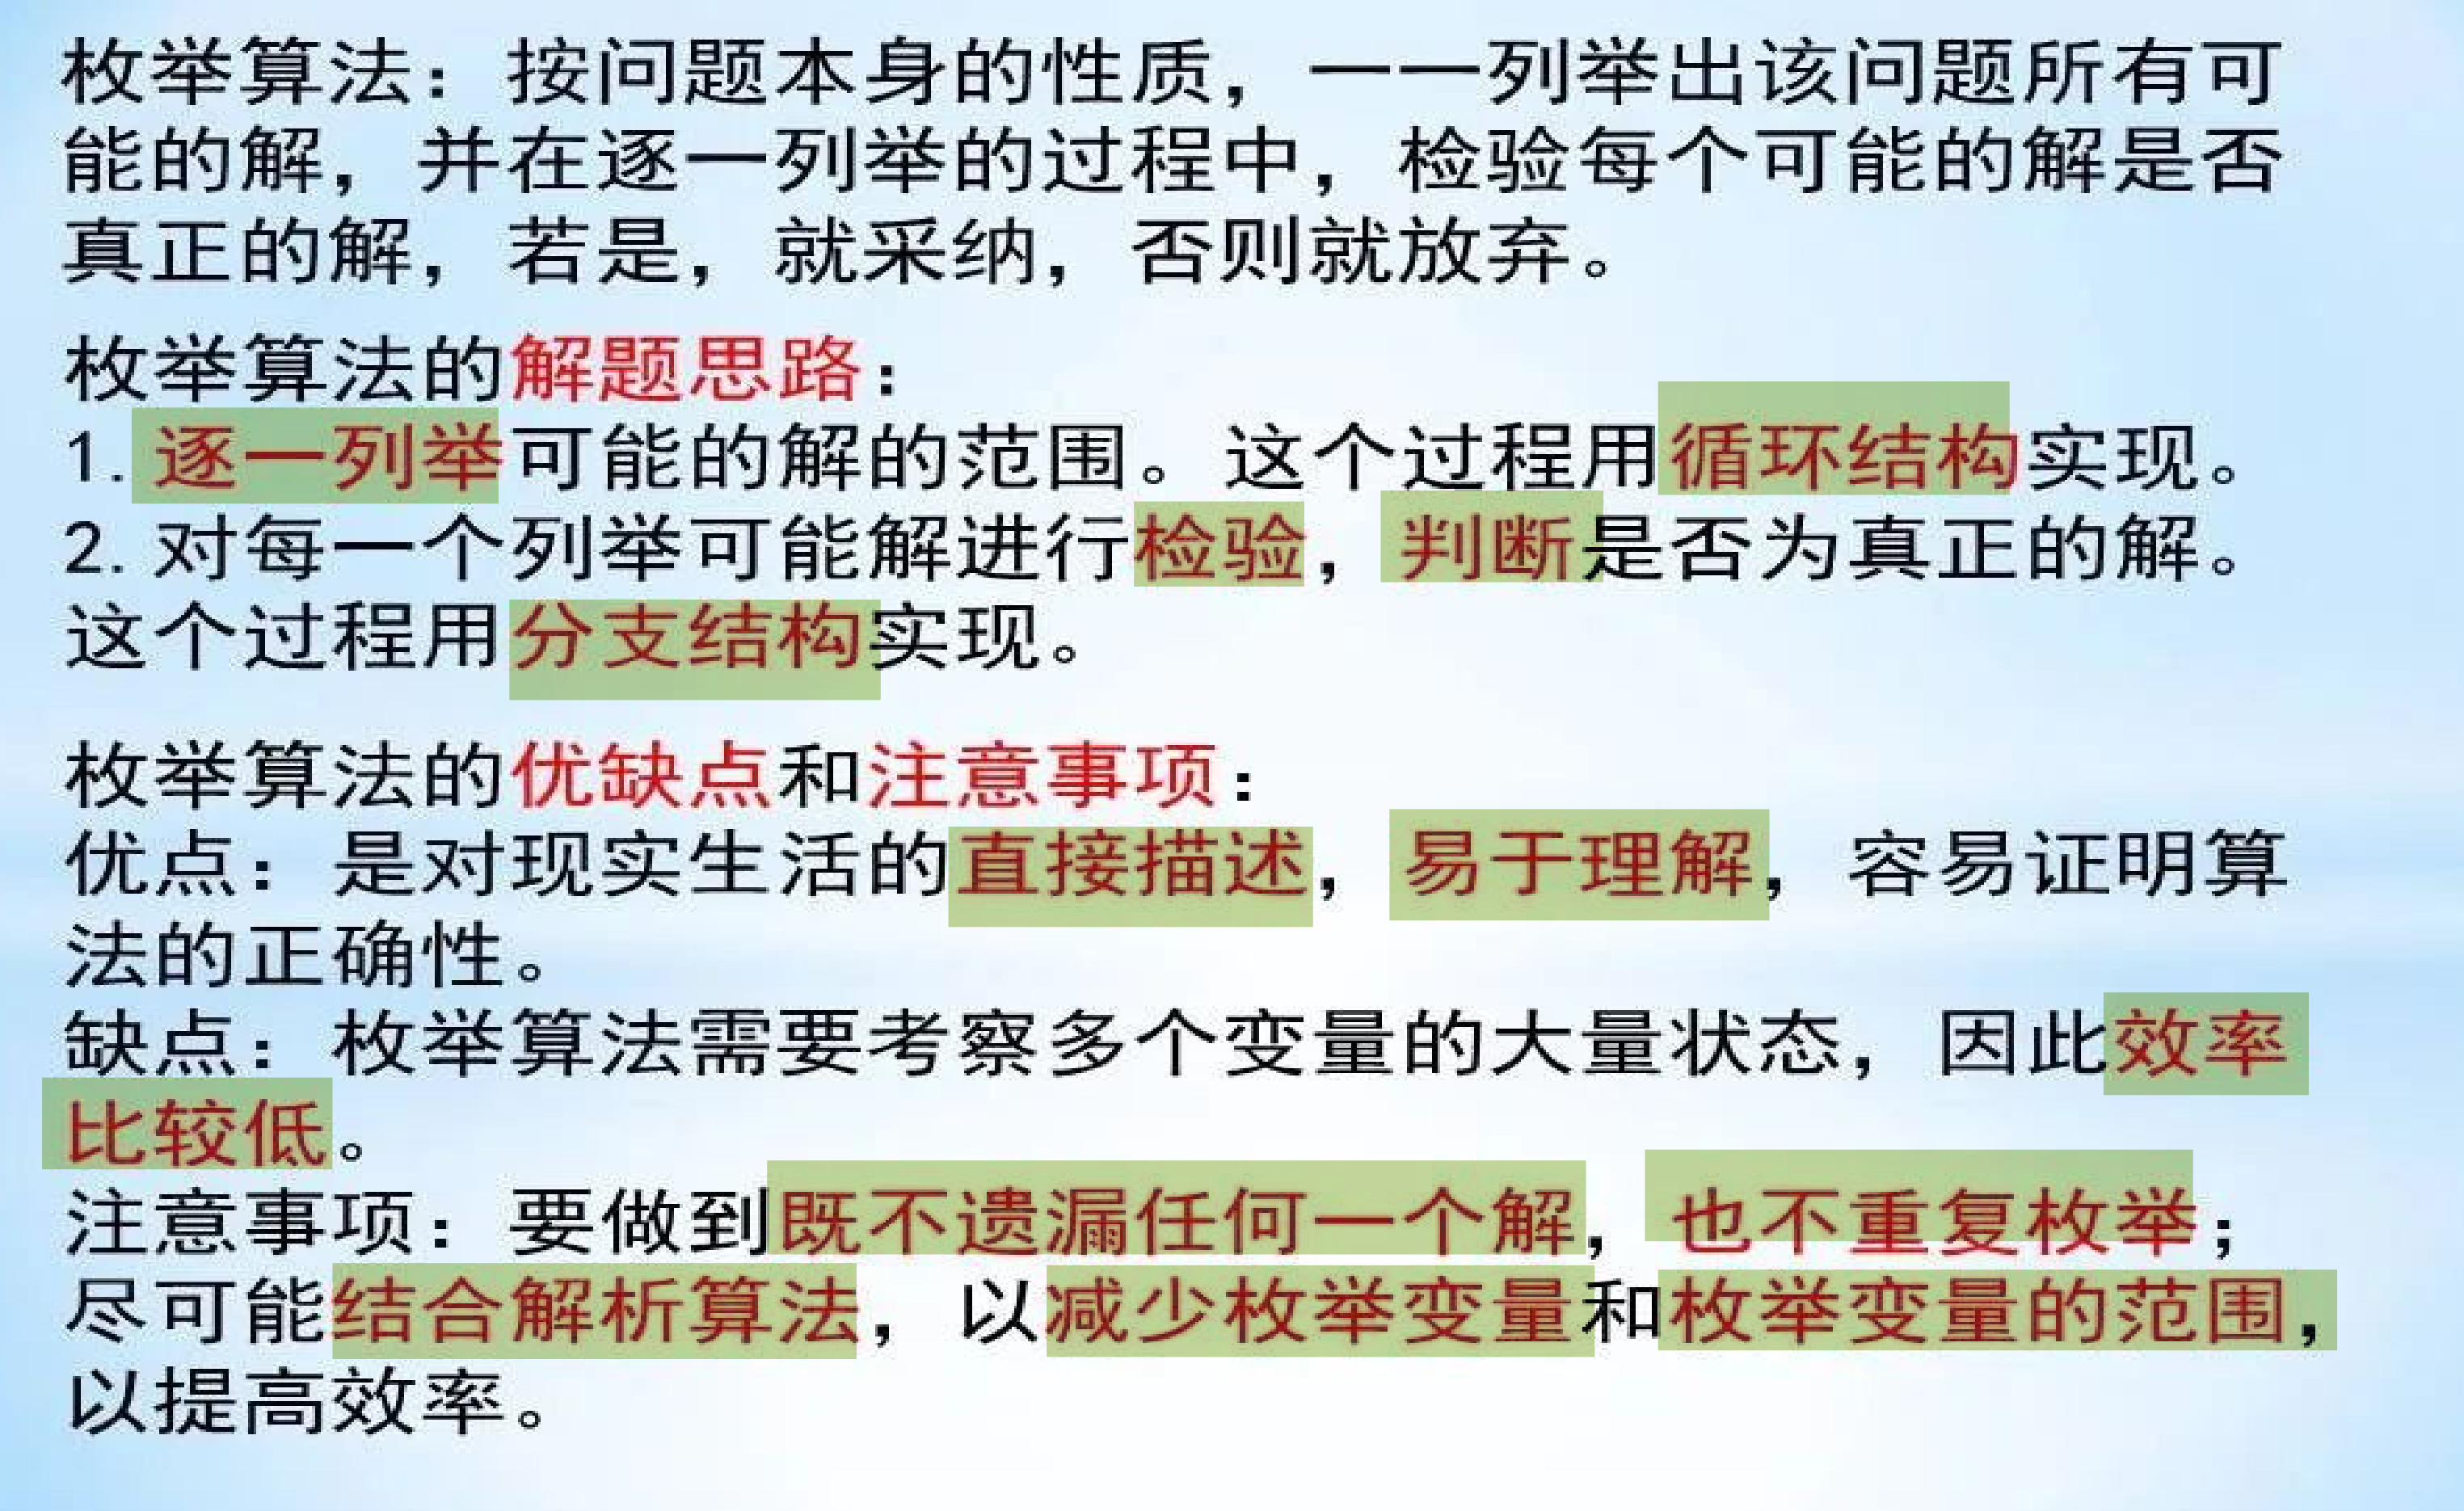 枚举算法：按问题本身的性质，一一列举出该问题所有可
能的解，并在逐一列举的过程中，检验每个可能的解是否
真正的解，若是，就采纳，否则就放弃。
枚举算法的解题思路：
1. 逐一列举可能的解的范围。这个过程用循环结构实现。
2. 对每一个列举可能解进行检验，判断是否为真正的解。
这个过程用分支结构实现。
枚举算法的优缺点和注意事项：
优点：是对现实生活的直接描述，易于理解，容易证明算
法的正确性。
缺点：枚举算法需要考察多个变量的大量状态，因此效率
比较低。
注意事项：要做到既不遗漏任何一个解，也不重复枚举；
尽可能结合解析算法，以减少枚举变量和枚举变量的范围，
以提高效率。